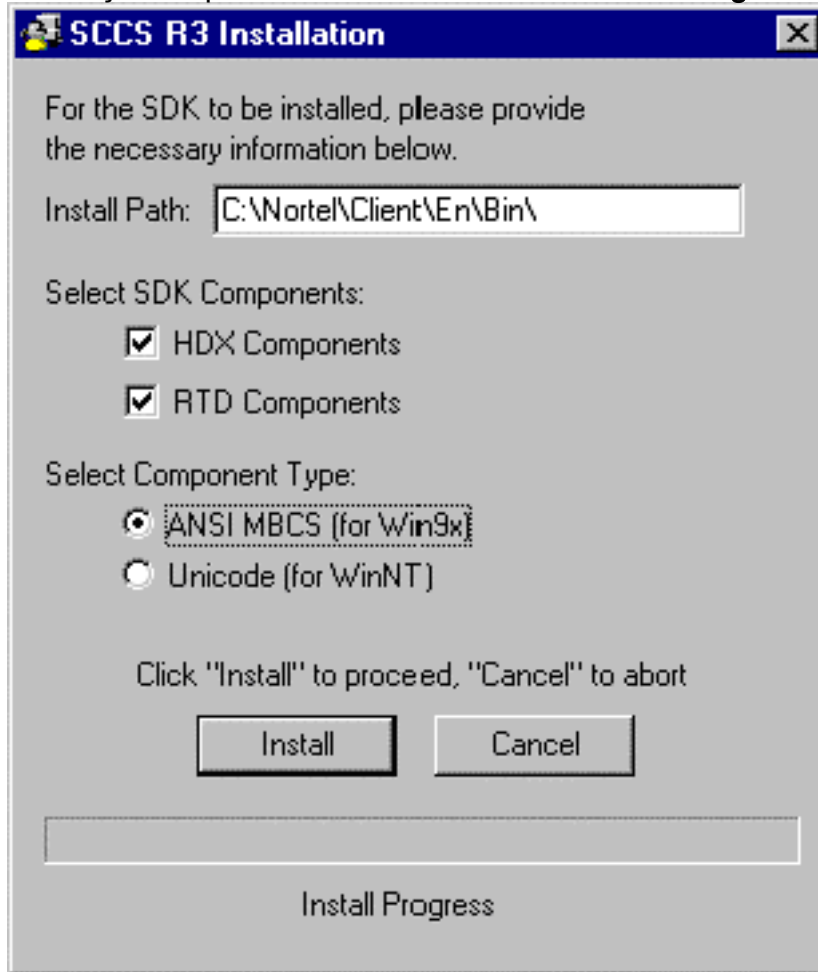 SCCS R3 Installation
For the SDK to be installed, please provide
the necessary information below.
Install Path: C:\Nortel\Client\En\Bin\
Select SDK Components:
HDX Components
RTD Components
Select Component Type:
ANSI MBCS (for Win9x)
Unicode (for WinNT)
Click "Install" to proceed, "Cancel" to abort
Install Cancel
Install Progress